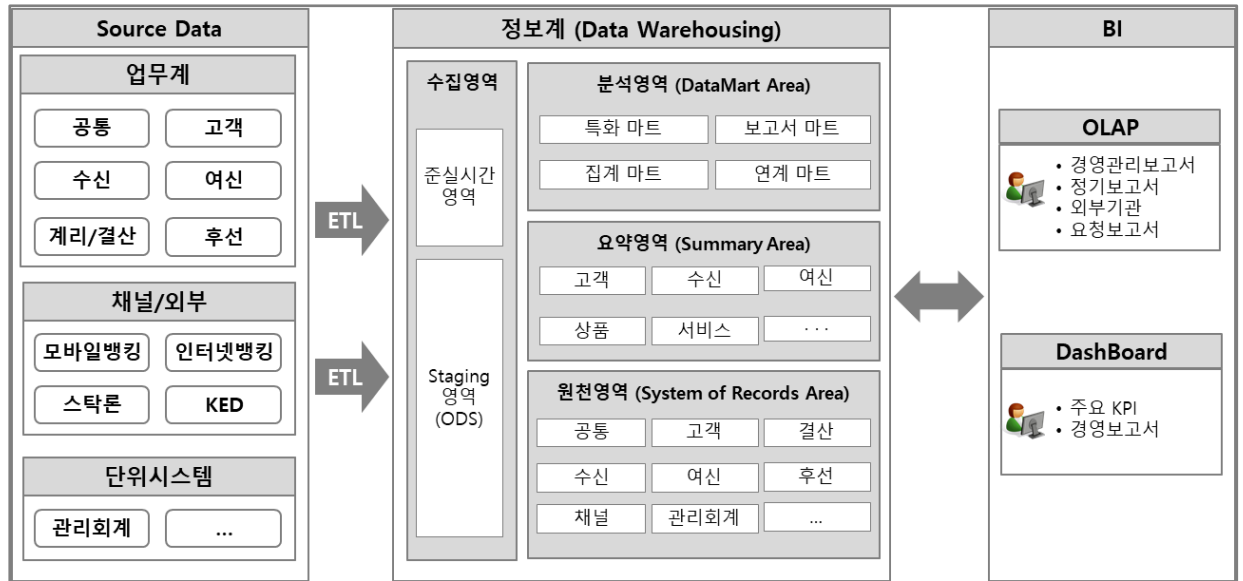 Source Data
업무계
공통
고객
수신
여신
계리/결산
후선
채널/외부
모바일뱅킹
인터넷뱅킹
스탁론
KED
단위시스템
관리회계
...
ETL
ETL
정보계 (Data Warehousing)
수집영역
준실시간
영역
Staging
영역
(ODS)
분석영역 (DataMart Area)
특화 마트
보고서 마트
집계 마트
연계 마트
요약영역 (Summary Area)
고객
수신
여신
상품
서비스
· · ·
원천영역 (System of Records Area)
공통
고객
결산
수신
여신
후선
채널
관리회계
...
BI
OLAP
• 경영관리보고서
• 정기보고서
• 외부기관
• 요청보고서
DashBoard
• 주요 KPI
• 경영보고서